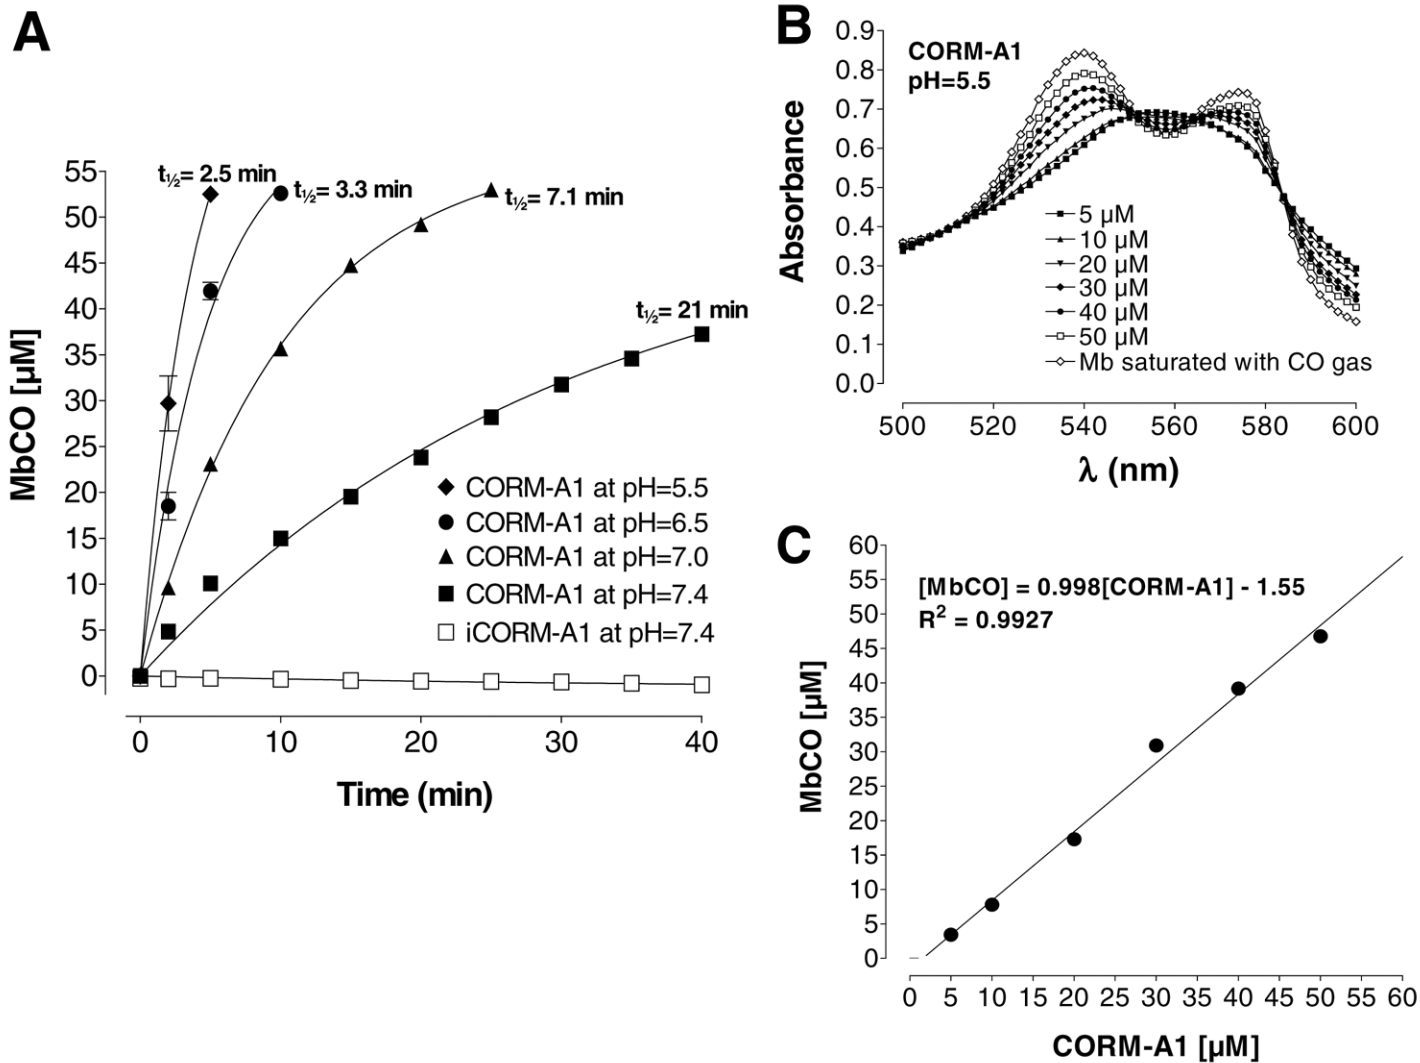 A
55
50
45
40
35
30
25
20
15
10
5
0
MbCO [µM]
t½= 2.5 min
t½= 3.3 min
t½= 7.1 min
t½= 21 min
CORM-A1 at pH=5.5
CORM-A1 at pH=6.5
CORM-A1 at pH=7.0
CORM-A1 at pH=7.4
iCORM-A1 at pH=7.4
0 10 20 30 40
Time (min)
B
0.9
0.8
0.7
0.6
0.5
0.4
0.3
0.2
0.1
0.0
Absorbance
CORM-A1
pH=5.5
5 µM
10 µM
20 µM
30 µM
40 µM
50 µM
Mb saturated with CO gas
500 520 540 560 580 600
λ (nm)
C
60
55
50
45
40
35
30
25
20
15
10
5
0
MbCO [µM]
[MbCO] = 0.998[CORM-A1] - 1.55
R² = 0.9927
0 5 10 15 20 25 30 35 40 45 50 55 60
CORM-A1 [µM]